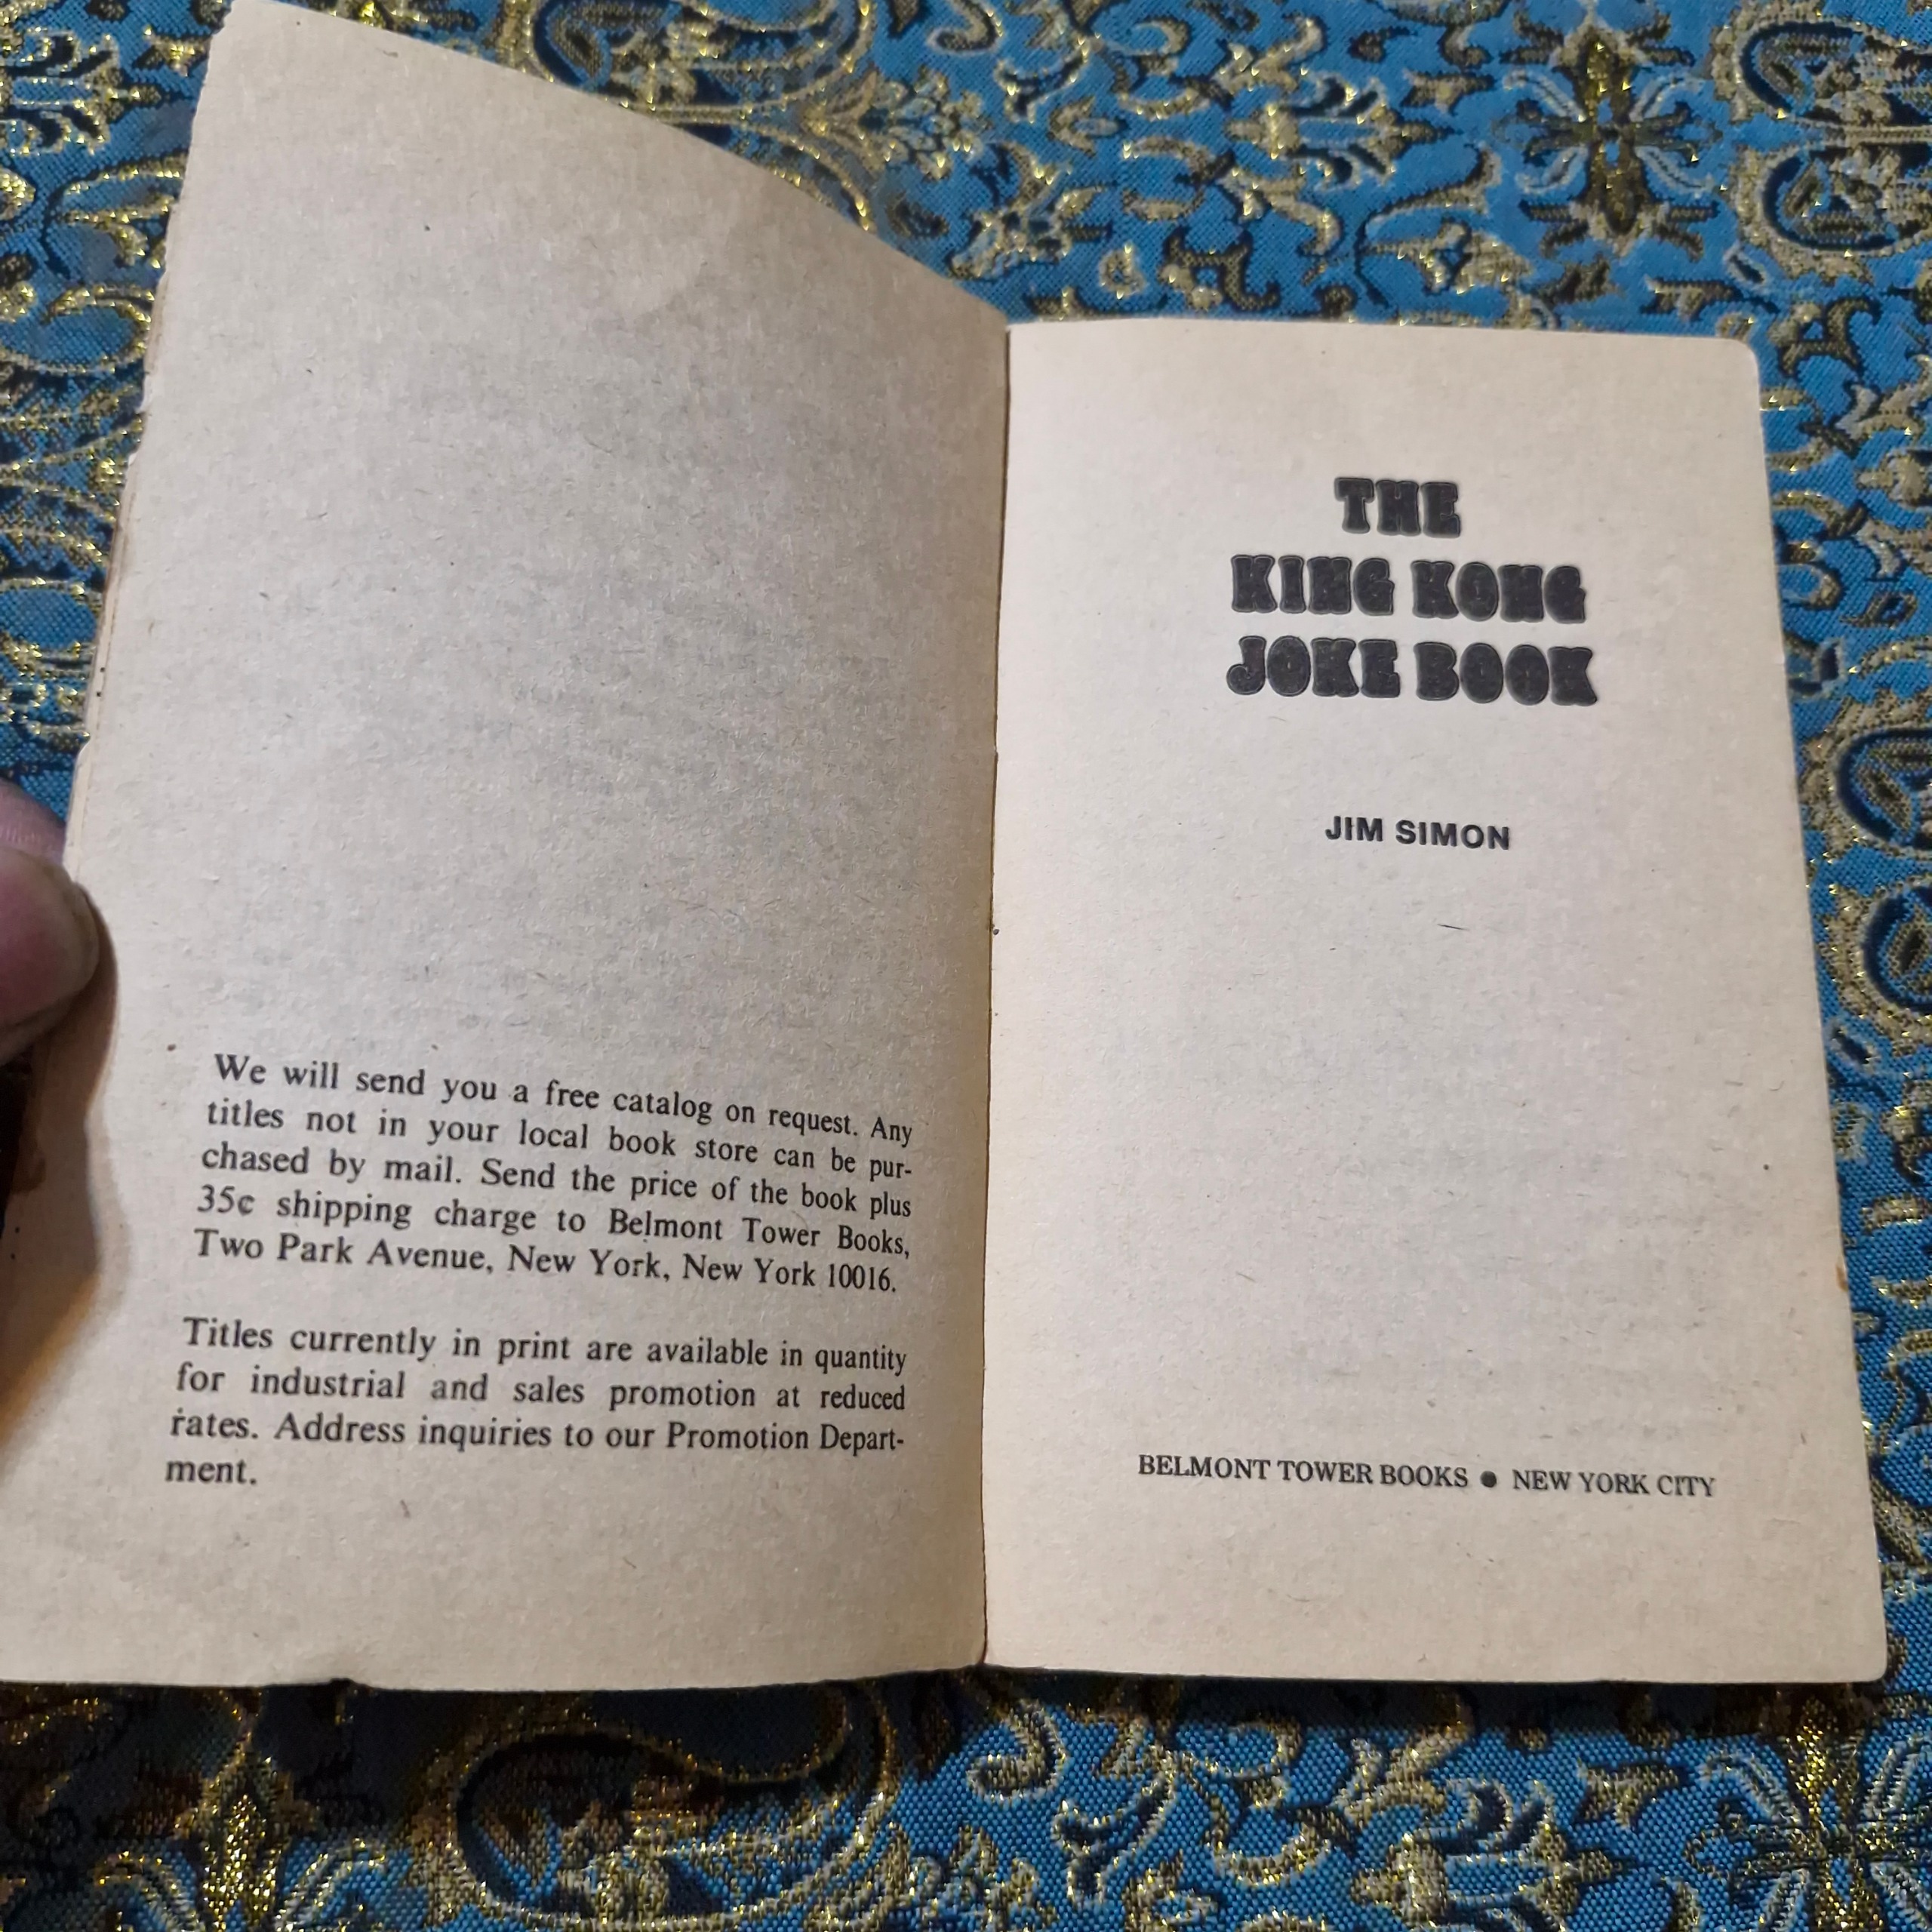 We will send you a free catalog on request. Any
titles not in your local book store can be pur-
chased by mail. Send the price of the book plus
35¢ shipping charge to Belmont Tower Books,
Two Park Avenue, New York, New York 10016.
Titles currently in print are available in quantity
for industrial and sales promotion at reduced
rates. Address inquiries to our Promotion Depart-
ment.
THE
KING KONG
JOKE BOOK
JIM SIMON
BELMONT TOWER BOOKS ● NEW YORK CITY